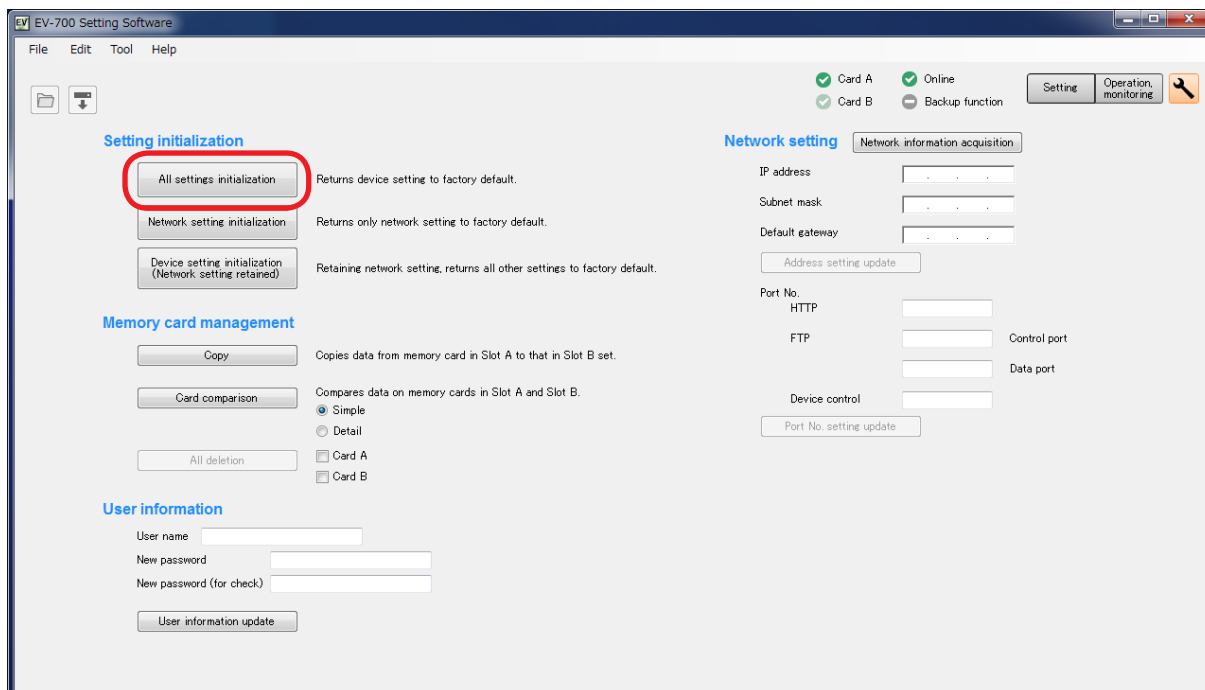 EV EV-700 Setting Software
File Edit Tool Help
Card A Online
Card B Backup function
Setting
Operation,
monitoring
Setting initialization
All settings initialization Returns device setting to factory default.
Network setting initialization Returns only network setting to factory default.
Device setting initialization
(Network setting retained)
Retaining network setting, returns all other settings to factory default.
Memory card management
Copy Copies data from memory card in Slot A to that in Slot B set.
Card comparison Compares data on memory cards in Slot A and Slot B.
Simple
Detail
All deletion Card A
Card B
User information
User name
New password
New password (for check)
User information update
Network setting Network information acquisition
IP address . . .
Subnet mask . . .
Default gateway . . .
Address setting update
Port No.
HTTP
FTP Control port
Data port
Device control
Port No. setting update